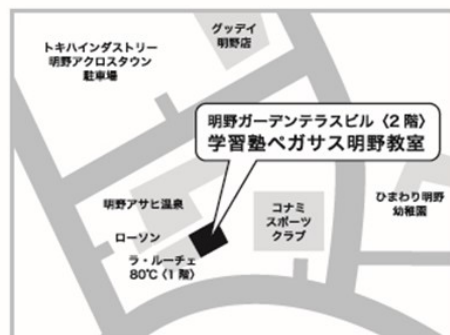 グッデイ
明野店
トキハインダストリー
明野アクロスタウン
駐車場
明野ガーデンテラスビル〈2階〉
学習塾ペガサス明野教室
明野アサヒ温泉
コナミ
スポーツ
クラブ
ひまわり明野
幼稚園
ローソン
ラ・ルーチェ
80℃〈1階〉